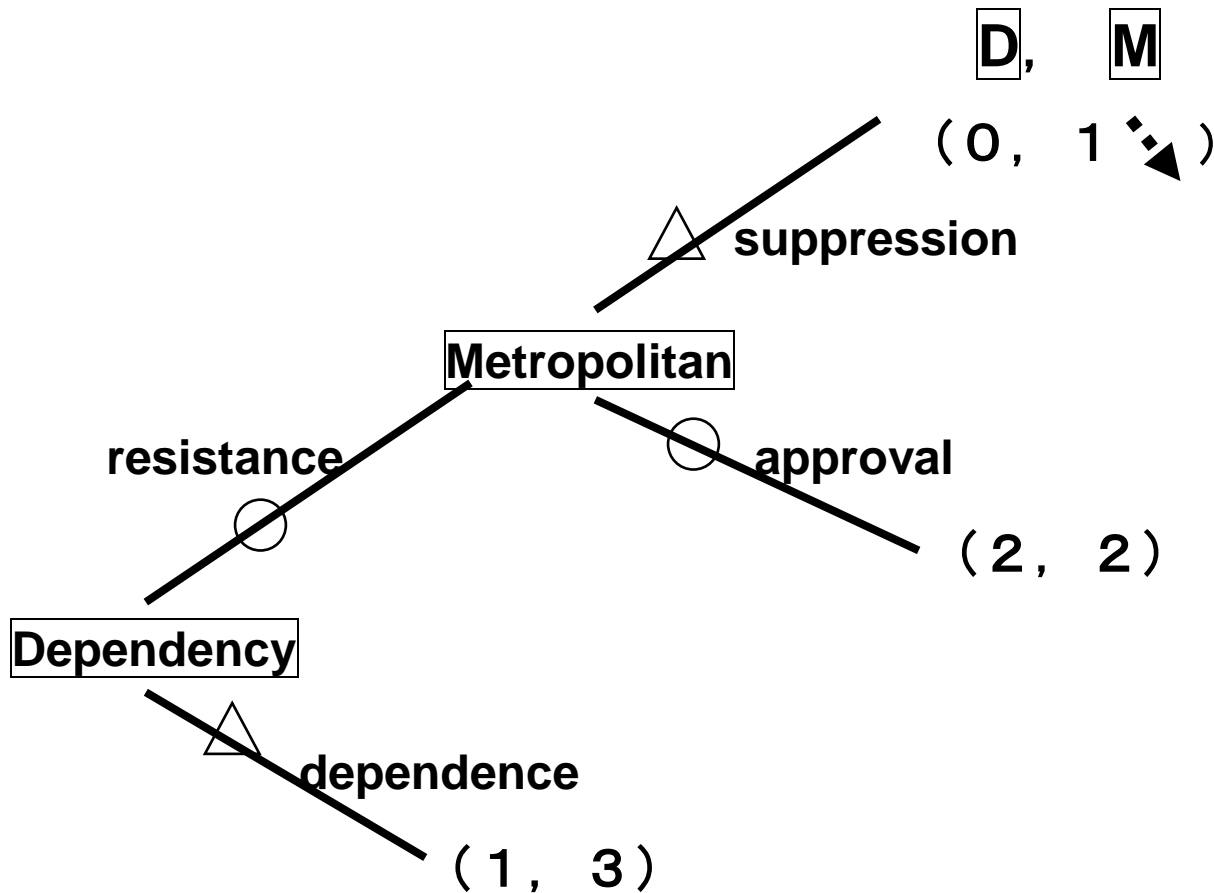 D, M
(0, 1 )
suppression
Metropolitan
resistance
approval
(2, 2)
Dependency
dependence
(1, 3)